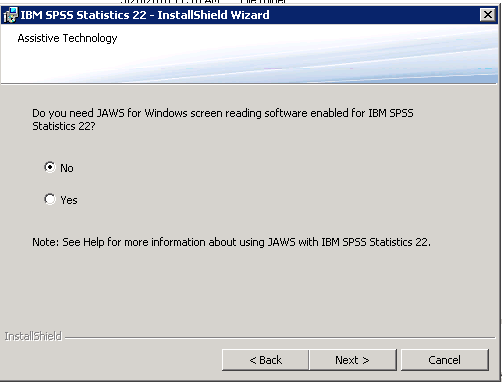 IBM SPSS Statistics 22 - InstallShield Wizard
Assistive Technology
Do you need JAWS for Windows screen reading software enabled for IBM SPSS
Statistics 22?
No
Yes
Note: See Help for more information about using JAWS with IBM SPSS Statistics 22.
InstallShield
< Back
Next >
Cancel